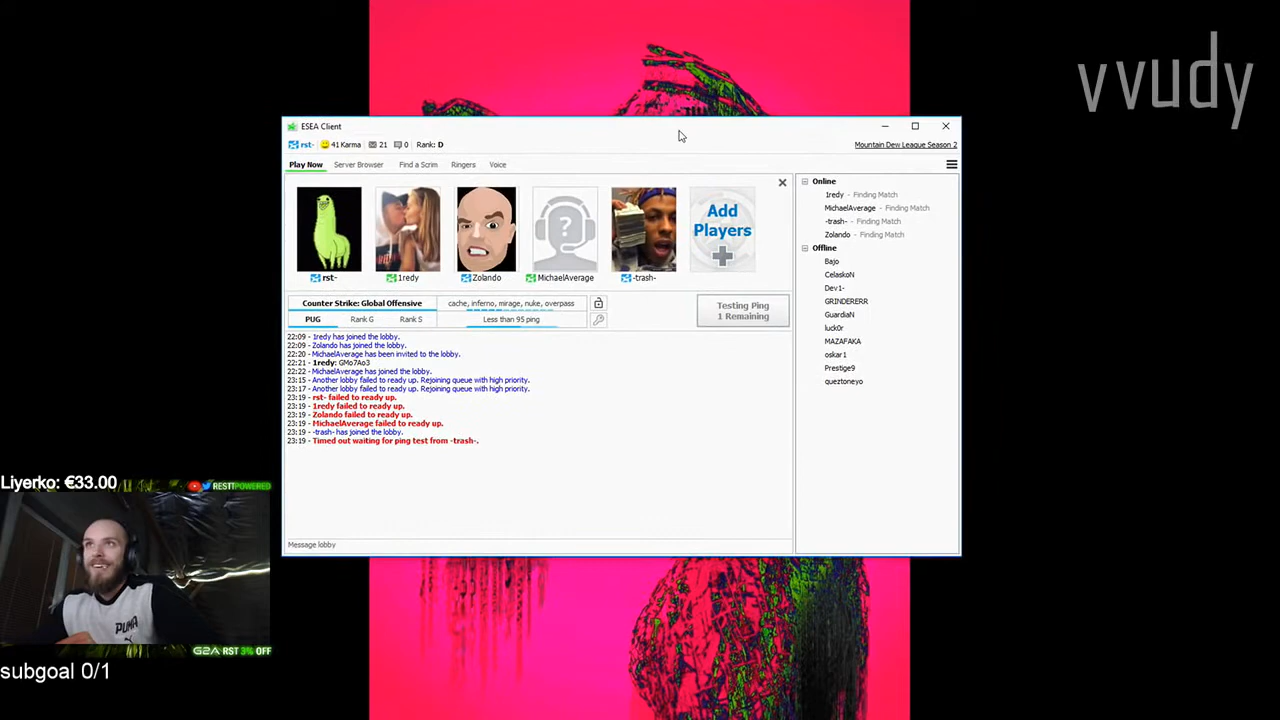 vvudy
ESEA Client
rst- 41 Karma 21 0 Rank: D
Mountain Dew League Season 2
Play Now Server Browser Find a Scrim Ringers Voice
Add
Players
rst- 1redy Zolando MichaelAverage -trash-
Counter Strike: Global Offensive cache, inferno, mirage, nuke, overpass
PUG Rank G Rank S Less than 95 ping
Testing Ping
1 Remaining
22:09 - 1redy has joined the lobby.
22:09 - Zolando has joined the lobby.
22:20 - MichaelAverage has been invited to the lobby.
22:21 - 1redy: GMo7Ao3
22:22 - MichaelAverage has joined the lobby.
23:15 - Another lobby failed to ready up. Rejoining queue with high priority.
23:17 - Another lobby failed to ready up. Rejoining queue with high priority.
23:19 - rst- failed to ready up.
23:19 - 1redy failed to ready up.
23:19 - Zolando failed to ready up.
23:19 - MichaelAverage failed to ready up.
23:19 - -trash- has joined the lobby.
23:19 - Timed out waiting for ping test from -trash-.
Message lobby
Online
1redy - Finding Match
MichaelAverage - Finding Match
-trash- - Finding Match
Zolando - Finding Match
Offline
Bajo
CelaskoN
Dev1-
GRINDERERR
GuardiaN
luck0r
MAZAFAKA
oskar1
Prestige9
queztoneyo
Liyerko: €33.00
RESTTPOWERED
PUMA
G2A RST 3% OFF
subgoal 0/1